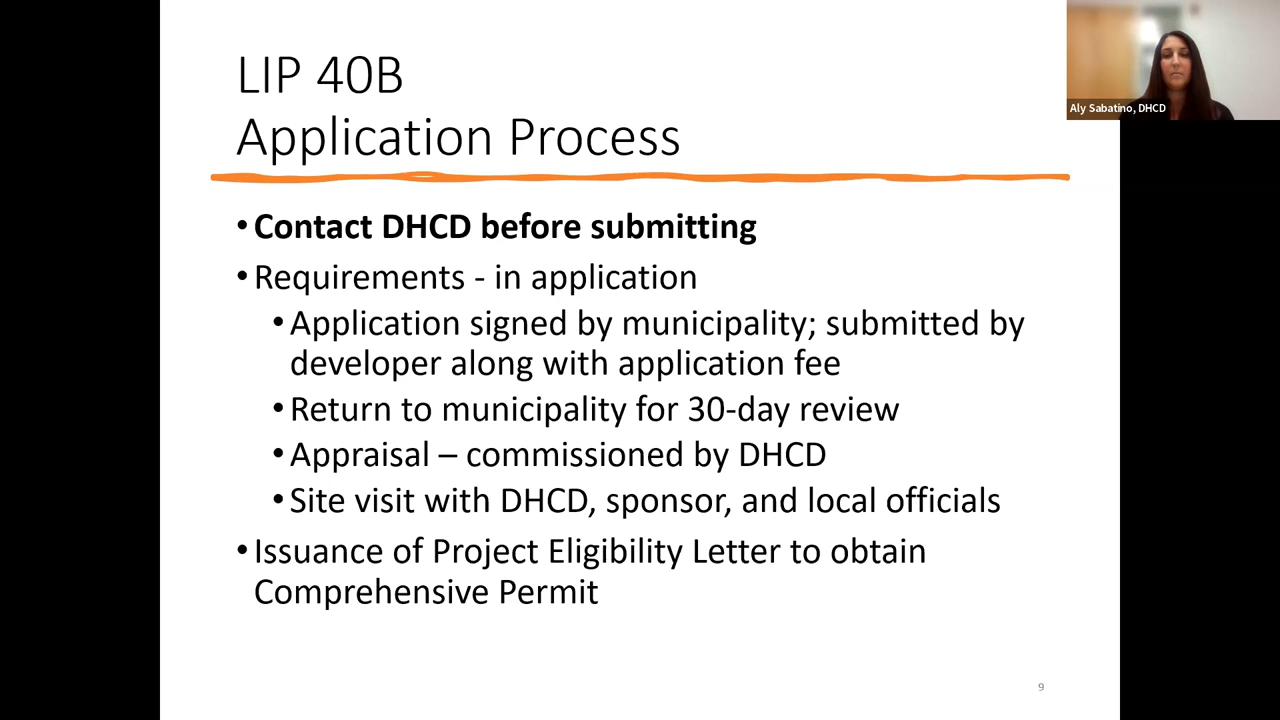 LIP 40B
Application Process
Aly Sabatino, DHCD
•Contact DHCD before submitting
•Requirements - in application
•Application signed by municipality; submitted by
developer along with application fee
•Return to municipality for 30-day review
•Appraisal – commissioned by DHCD
•Site visit with DHCD, sponsor, and local officials
•Issuance of Project Eligibility Letter to obtain
Comprehensive Permit
9